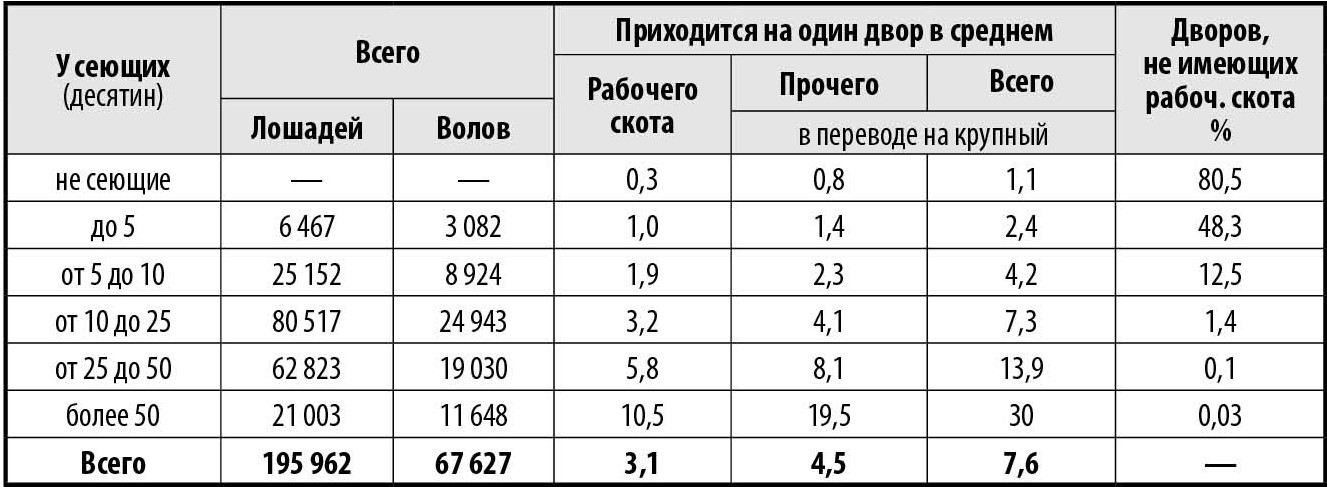 У сеющих (десятин) | Всего | Приходится на один двор в среднем | Дворов, не имеющих рабоч. скота %
Лошадей | Волов | Рабочего скота | Прочего | Всего
в переводе на крупный
не сеющие | — | — | 0,3 | 0,8 | 1,1 | 80,5
до 5 | 6 467 | 3 082 | 1,0 | 1,4 | 2,4 | 48,3
от 5 до 10 | 25 152 | 8 924 | 1,9 | 2,3 | 4,2 | 12,5
от 10 до 25 | 80 517 | 24 943 | 3,2 | 4,1 | 7,3 | 1,4
от 25 до 50 | 62 823 | 19 030 | 5,8 | 8,1 | 13,9 | 0,1
более 50 | 21 003 | 11 648 | 10,5 | 19,5 | 30 | 0,03
Всего | 195 962 | 67 627 | 3,1 | 4,5 | 7,6 | —